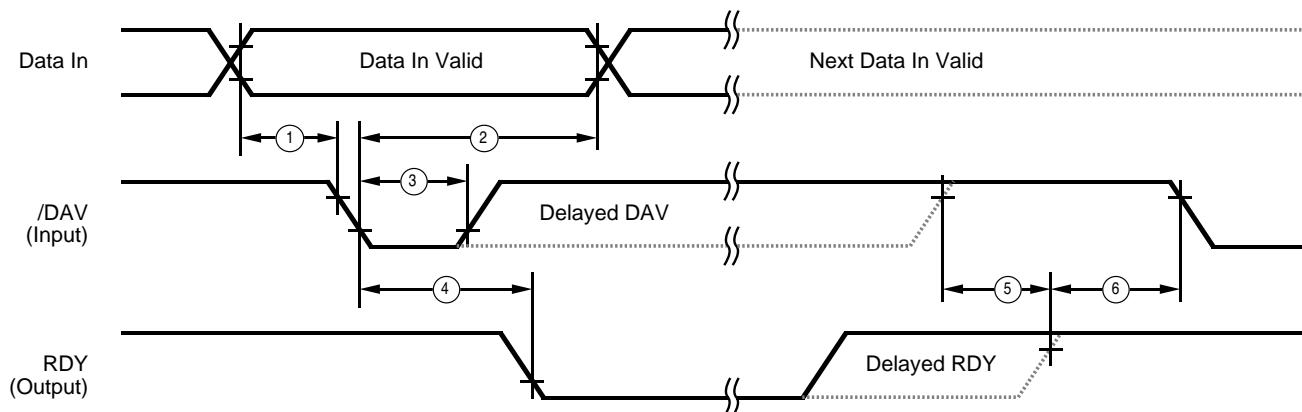 Data In
Data In Valid
Next Data In Valid
1
2
3
/DAV
(Input)
Delayed DAV
4
5
6
RDY
(Output)
Delayed RDY